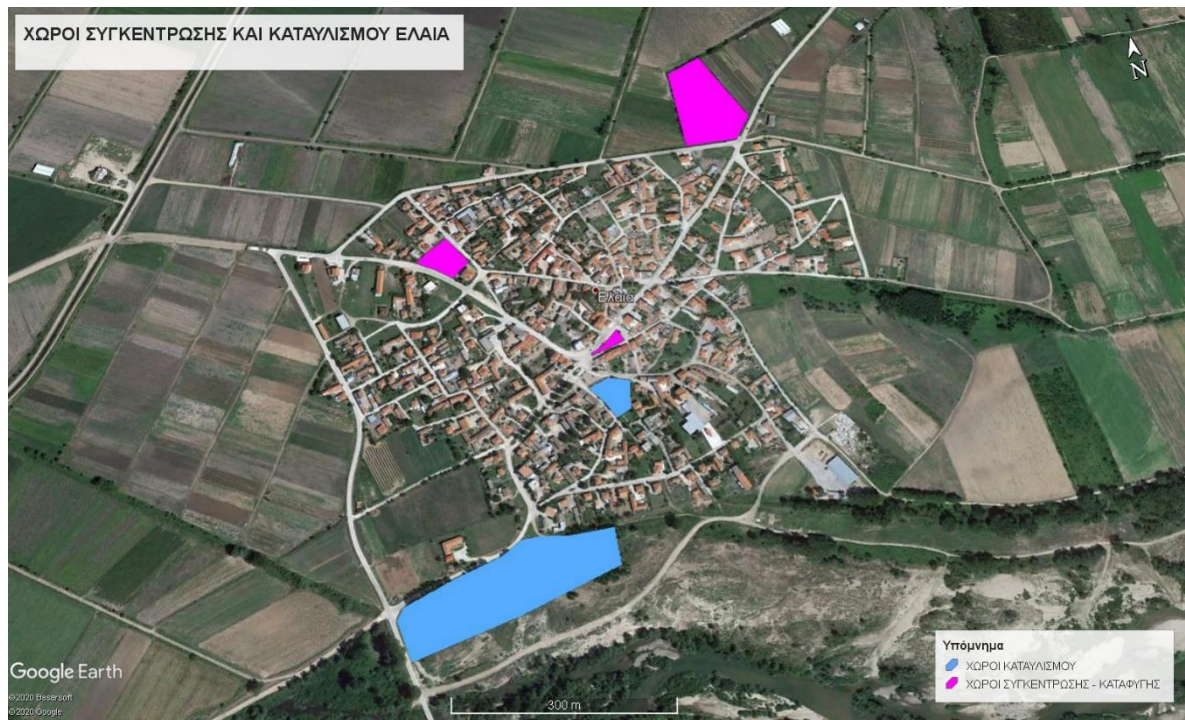 ΧΩΡΟΙ ΣΥΓΚΕΝΤΡΩΣΗΣ ΚΑΙ ΚΑΤΑΥΛΙΣΜΟΥ ΕΛΑΙΑ
N
Ελαία
Υπόμνημα
ΧΩΡΟΙ ΚΑΤΑΥΛΙΣΜΟΥ
ΧΩΡΟΙ ΣΥΓΚΕΝΤΡΩΣΗΣ - ΚΑΤΑΦΥΓΗΣ
Google Earth
©2020 Basarsoft
©2020 Google
300 m